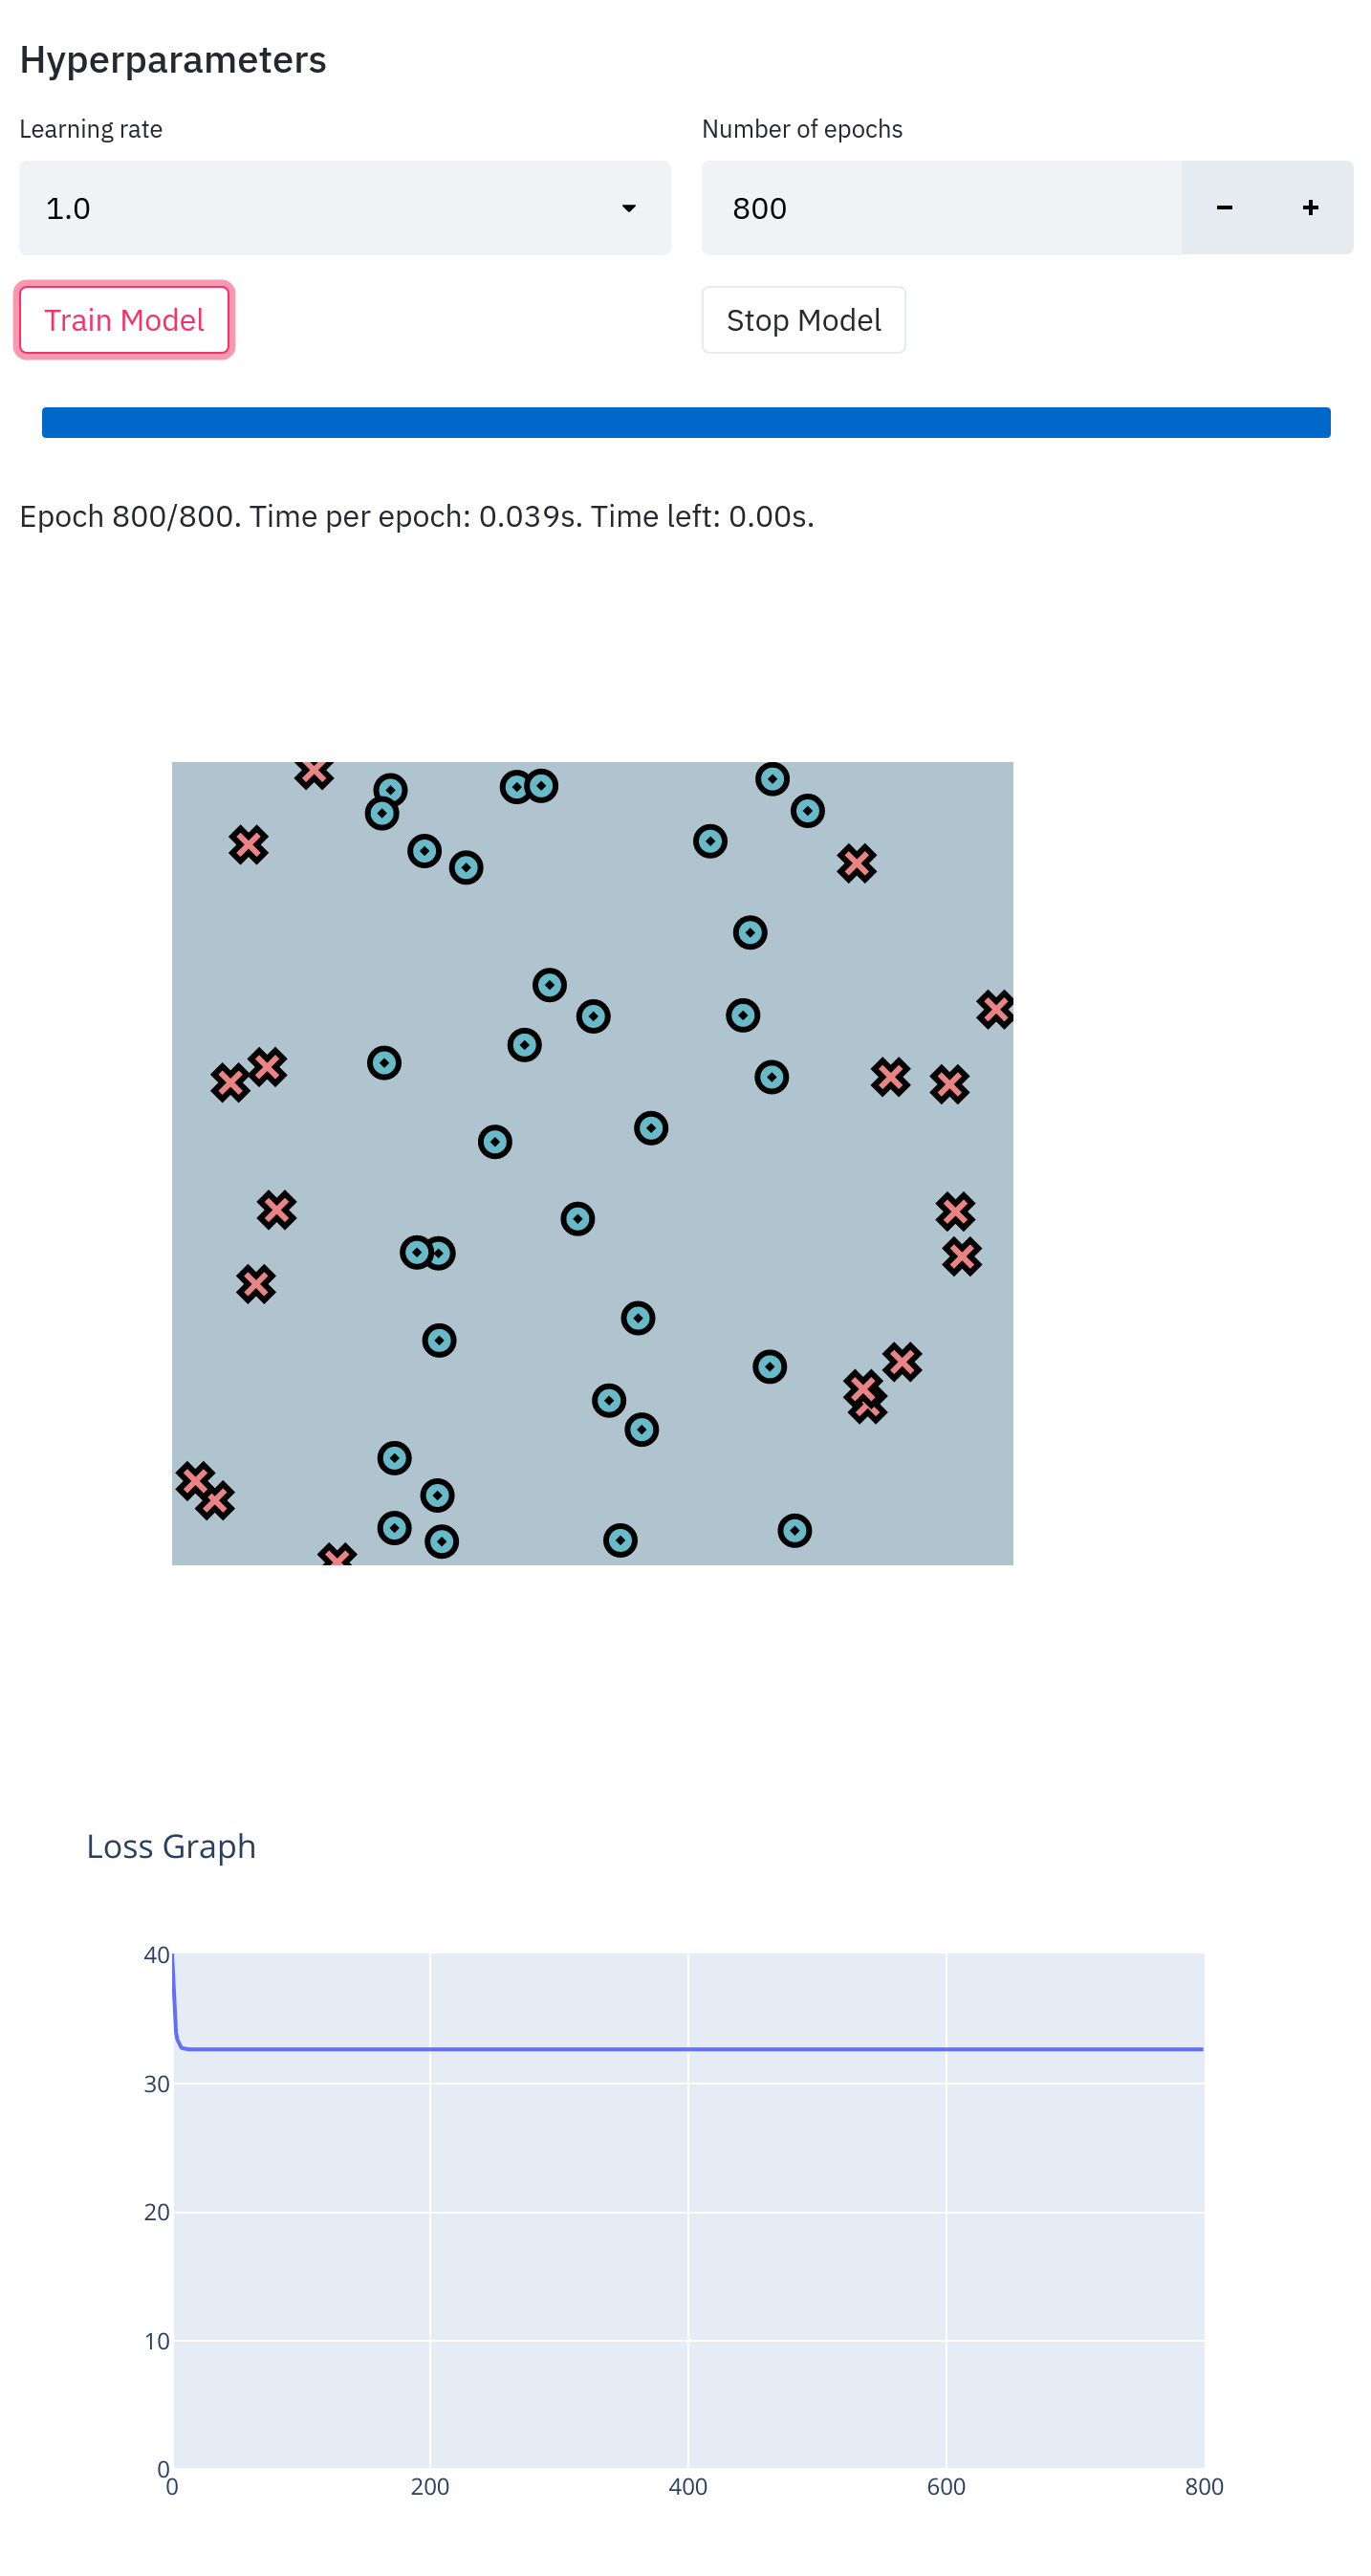 Hyperparameters
Learning rate
Number of epochs
1.0
800
− +
Train Model
Stop Model
Epoch 800/800. Time per epoch: 0.039s. Time left: 0.00s.
Loss Graph
40
30
20
10
0
0 200 400 600 800